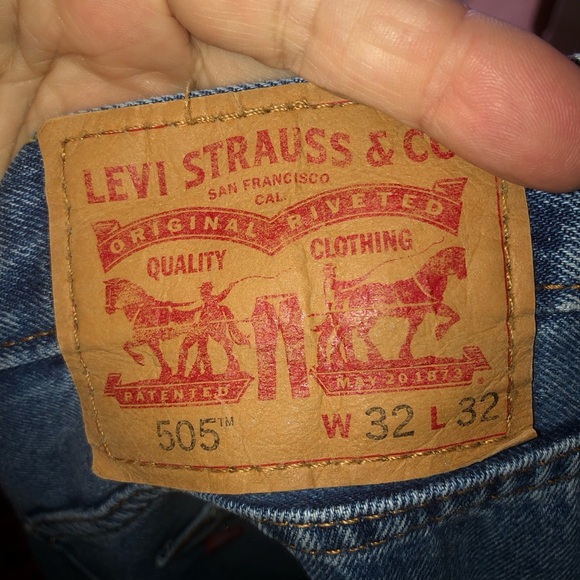 LEVI STRAUSS & CO
SAN FRANCISCO
CAL.
ORIGINAL RIVETED
QUALITY CLOTHING
PATENTED MAY 20 1873
505™ W 32 L 32